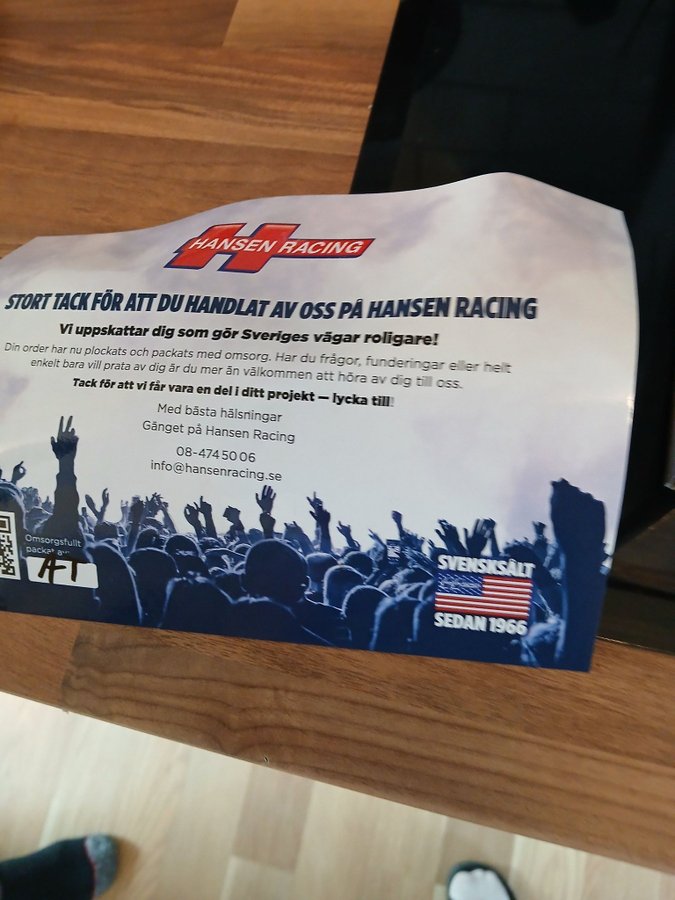 HANSEN RACING
STORT TACK FÖR ATT DU HANDLAT AV OSS PÅ HANSEN RACING
Vi uppskattar dig som gör Sveriges vägar roligare!
Din order har nu plockats och packats med omsorg. Har du frågor, funderingar eller helt
enkelt bara vill prata av dig är du mer än välkommen att höra av dig till oss.
Tack för att vi får vara en del i ditt projekt — lycka till!
Med bästa hälsningar
Gänget på Hansen Racing
08-474 50 06
info@hansenracing.se
Omsorgsfullt
packat av:
AFT
SVENSKSÅLT
SEDAN 1966